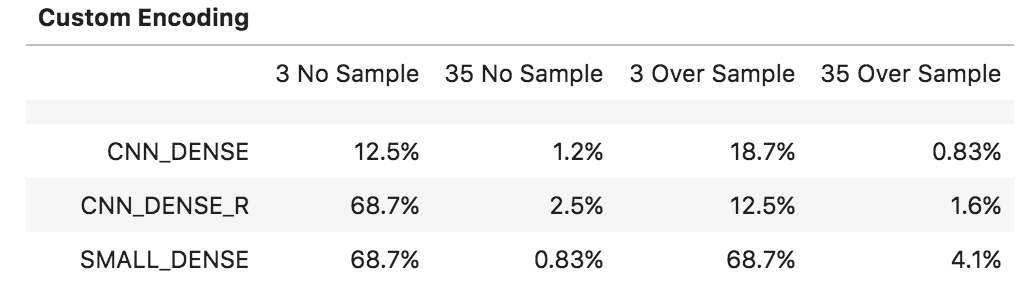 Custom Encoding
3 No Sample 35 No Sample 3 Over Sample 35 Over Sample
CNN_DENSE 12.5% 1.2% 18.7% 0.83%
CNN_DENSE_R 68.7% 2.5% 12.5% 1.6%
SMALL_DENSE 68.7% 0.83% 68.7% 4.1%